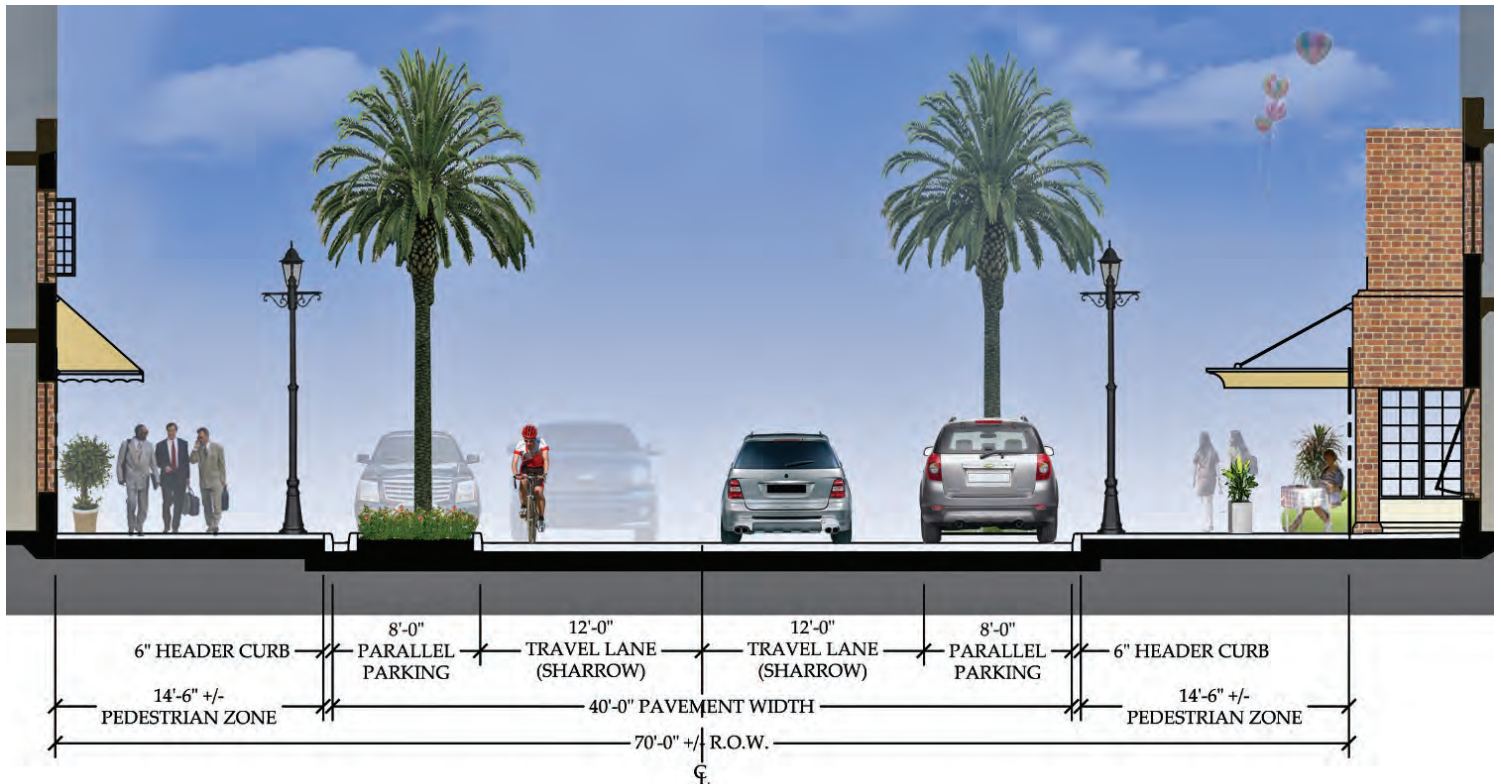 6" HEADER CURB
8'-0"
PARALLEL
PARKING
12'-0"
TRAVEL LANE
(SHARROW)
12'-0"
TRAVEL LANE
(SHARROW)
8'-0"
PARALLEL
PARKING
6" HEADER CURB
14'-6" +/-
PEDESTRIAN ZONE
40'-0" PAVEMENT WIDTH
14'-6" +/-
PEDESTRIAN ZONE
70'-0" +/- R.O.W.
℄